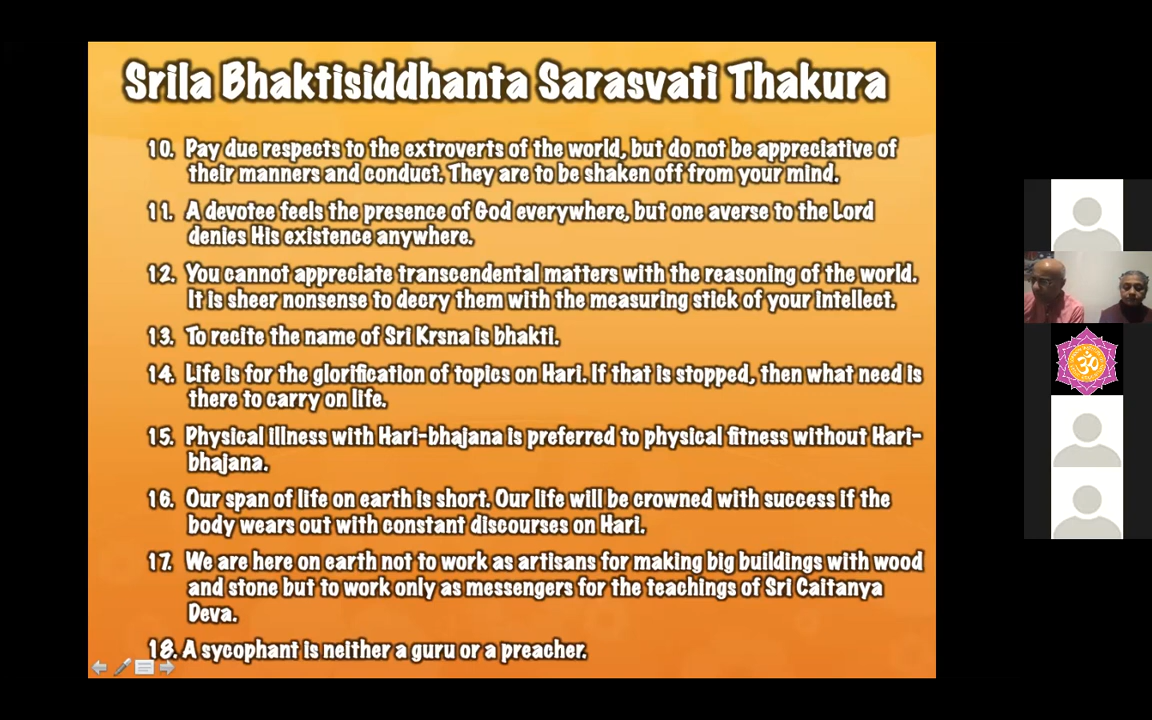 Srila Bhaktisiddhanta Sarasvati Thakura
10. Pay due respects to the extroverts of the world, but do not be appreciative of
their manners and conduct. They are to be shaken off from your mind.
11. A devotee feels the presence of God everywhere, but one averse to the Lord
denies His existence anywhere.
12. You cannot appreciate transcendental matters with the reasoning of the world.
It is sheer nonsense to decry them with the measuring stick of your intellect.
13. To recite the name of Sri Krsna is bhakti.
14. Life is for the glorification of topics on Hari. If that is stopped, then what need is
there to carry on life.
15. Physical illness with Hari-bhajana is preferred to physical fitness without Hari-
bhajana.
16. Our span of life on earth is short. Our life will be crowned with success if the
body wears out with constant discourses on Hari.
17. We are here on earth not to work as artisans for making big buildings with wood
and stone but to work only as messengers for the teachings of Sri Caitanya
Deva.
18. A sycophant is neither a guru or a preacher.
ॐ